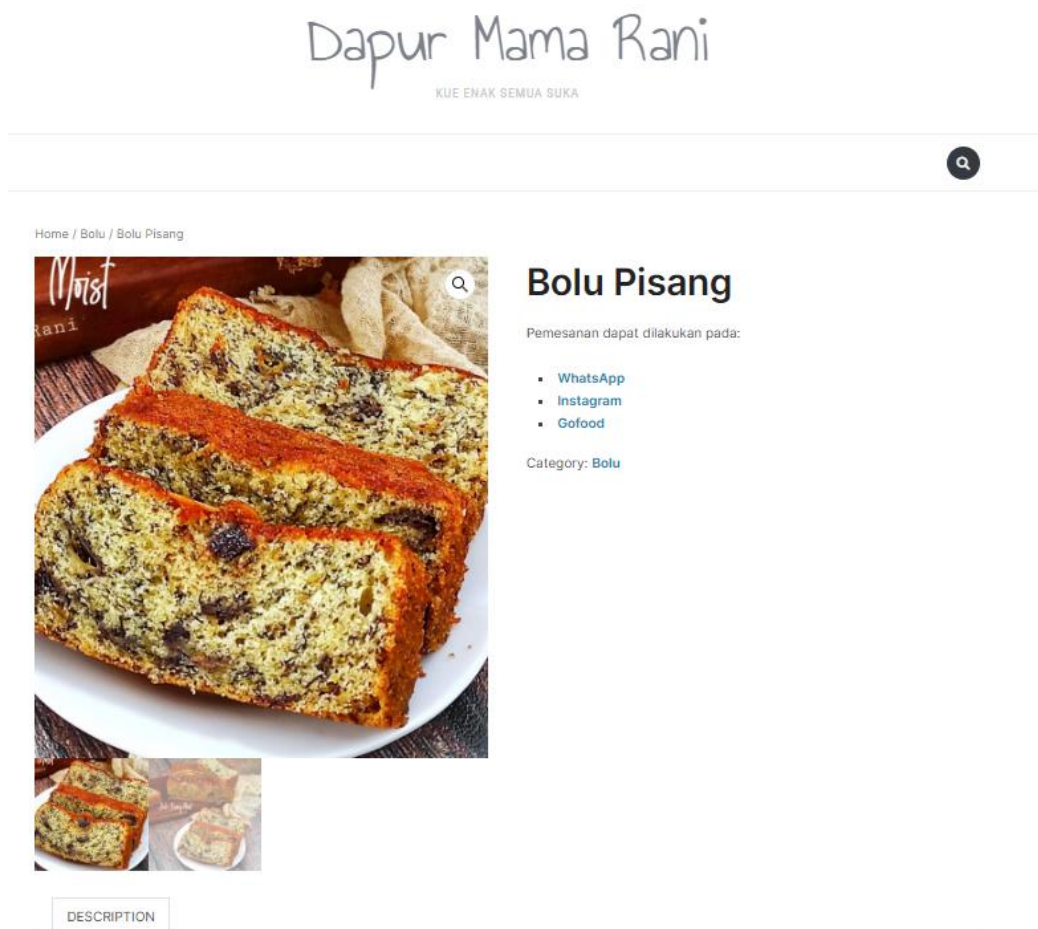 Dapur Mama Rani
KUE ENAK SEMUA SUKA
Home / Bolu / Bolu Pisang
Moist
Rani
Bolu Pisang
Pemesanan dapat dilakukan pada:
WhatsApp
Instagram
Gofood
Category: Bolu
DESCRIPTION